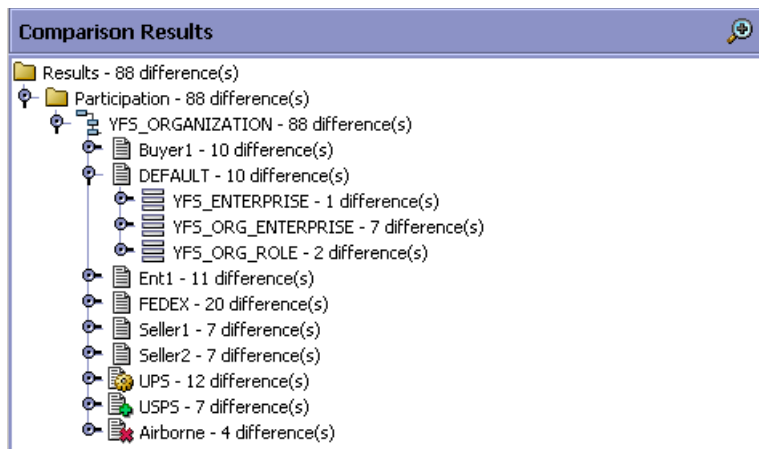 Comparison Results
Results - 88 difference(s)
Participation - 88 difference(s)
YFS_ORGANIZATION - 88 difference(s)
Buyer1 - 10 difference(s)
DEFAULT - 10 difference(s)
YFS_ENTERPRISE - 1 difference(s)
YFS_ORG_ENTERPRISE - 7 difference(s)
YFS_ORG_ROLE - 2 difference(s)
Ent1 - 11 difference(s)
FEDEX - 20 difference(s)
Seller1 - 7 difference(s)
Seller2 - 7 difference(s)
UPS - 12 difference(s)
USPS - 7 difference(s)
Airborne - 4 difference(s)